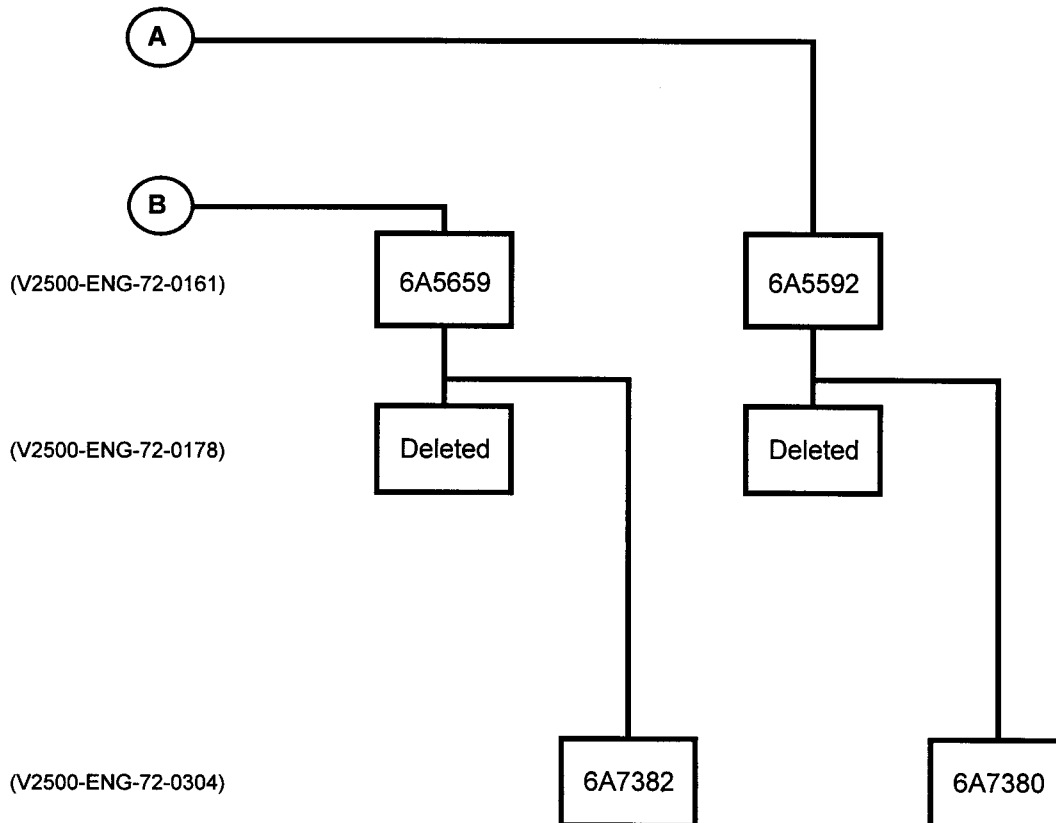 A
B
(V2500-ENG-72-0161)
6A5659
6A5592
(V2500-ENG-72-0178)
Deleted
Deleted
(V2500-ENG-72-0304)
6A7382
6A7380